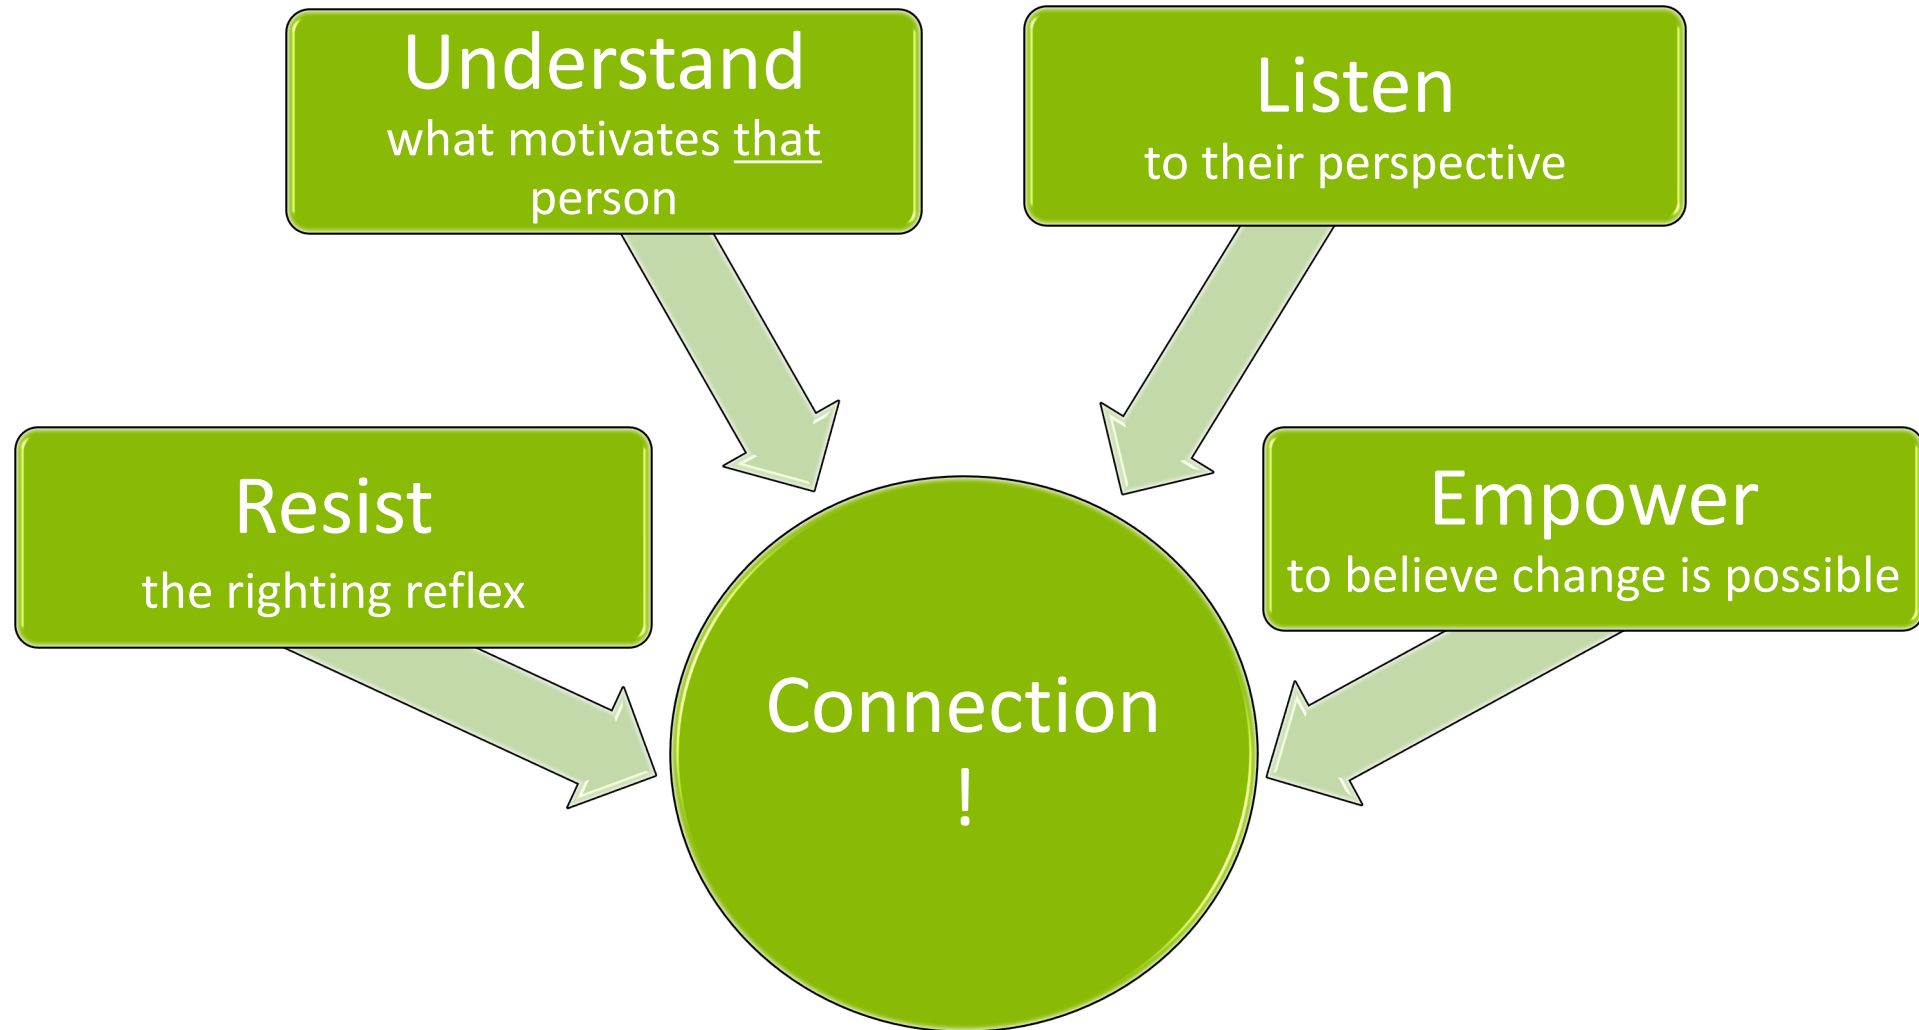 Understand
what motivates that
person
Listen
to their perspective
Resist
the righting reflex
Empower
to believe change is possible
Connection
!